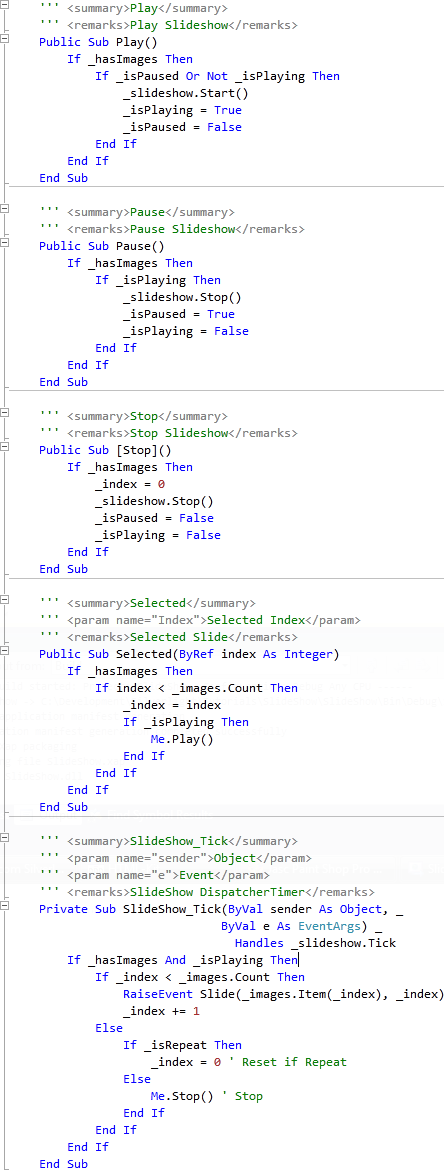 ''' <summary>Play</summary>
''' <remarks>Play Slideshow</remarks>
Public Sub Play()
If _hasImages Then
If _isPaused Or Not _isPlaying Then
_slideshow.Start()
_isPlaying = True
_isPaused = False
End If
End If
End Sub
''' <summary>Pause</summary>
''' <remarks>Pause Slideshow</remarks>
Public Sub Pause()
If _hasImages Then
If _isPlaying Then
_slideshow.Stop()
_isPaused = True
_isPlaying = False
End If
End If
End Sub
''' <summary>Stop</summary>
''' <remarks>Stop Slideshow</remarks>
Public Sub [Stop]()
If _hasImages Then
_index = 0
_slideshow.Stop()
_isPaused = False
_isPlaying = False
End If
End Sub
''' <summary>Selected</summary>
''' <param name="Index">Selected Index</param>
''' <remarks>Selected Slide</remarks>
Public Sub Selected(ByRef index As Integer)
If _hasImages Then
If index < _images.Count Then
_index = index
If _isPlaying Then
Me.Play()
End If
End If
End If
End Sub
''' <summary>SlideShow_Tick</summary>
''' <param name="sender">Object</param>
''' <param name="e">Event</param>
''' <remarks>SlideShow DispatcherTimer</remarks>
Private Sub SlideShow_Tick(ByVal sender As Object, _
ByVal e As EventArgs) _
Handles _slideshow.Tick
If _hasImages And _isPlaying Then
If _index < _images.Count Then
RaiseEvent Slide(_images.Item(_index), _index)
_index += 1
Else
If _isRepeat Then
_index = 0 ' Reset if Repeat
Else
Me.Stop() ' Stop
End If
End If
End If
End Sub